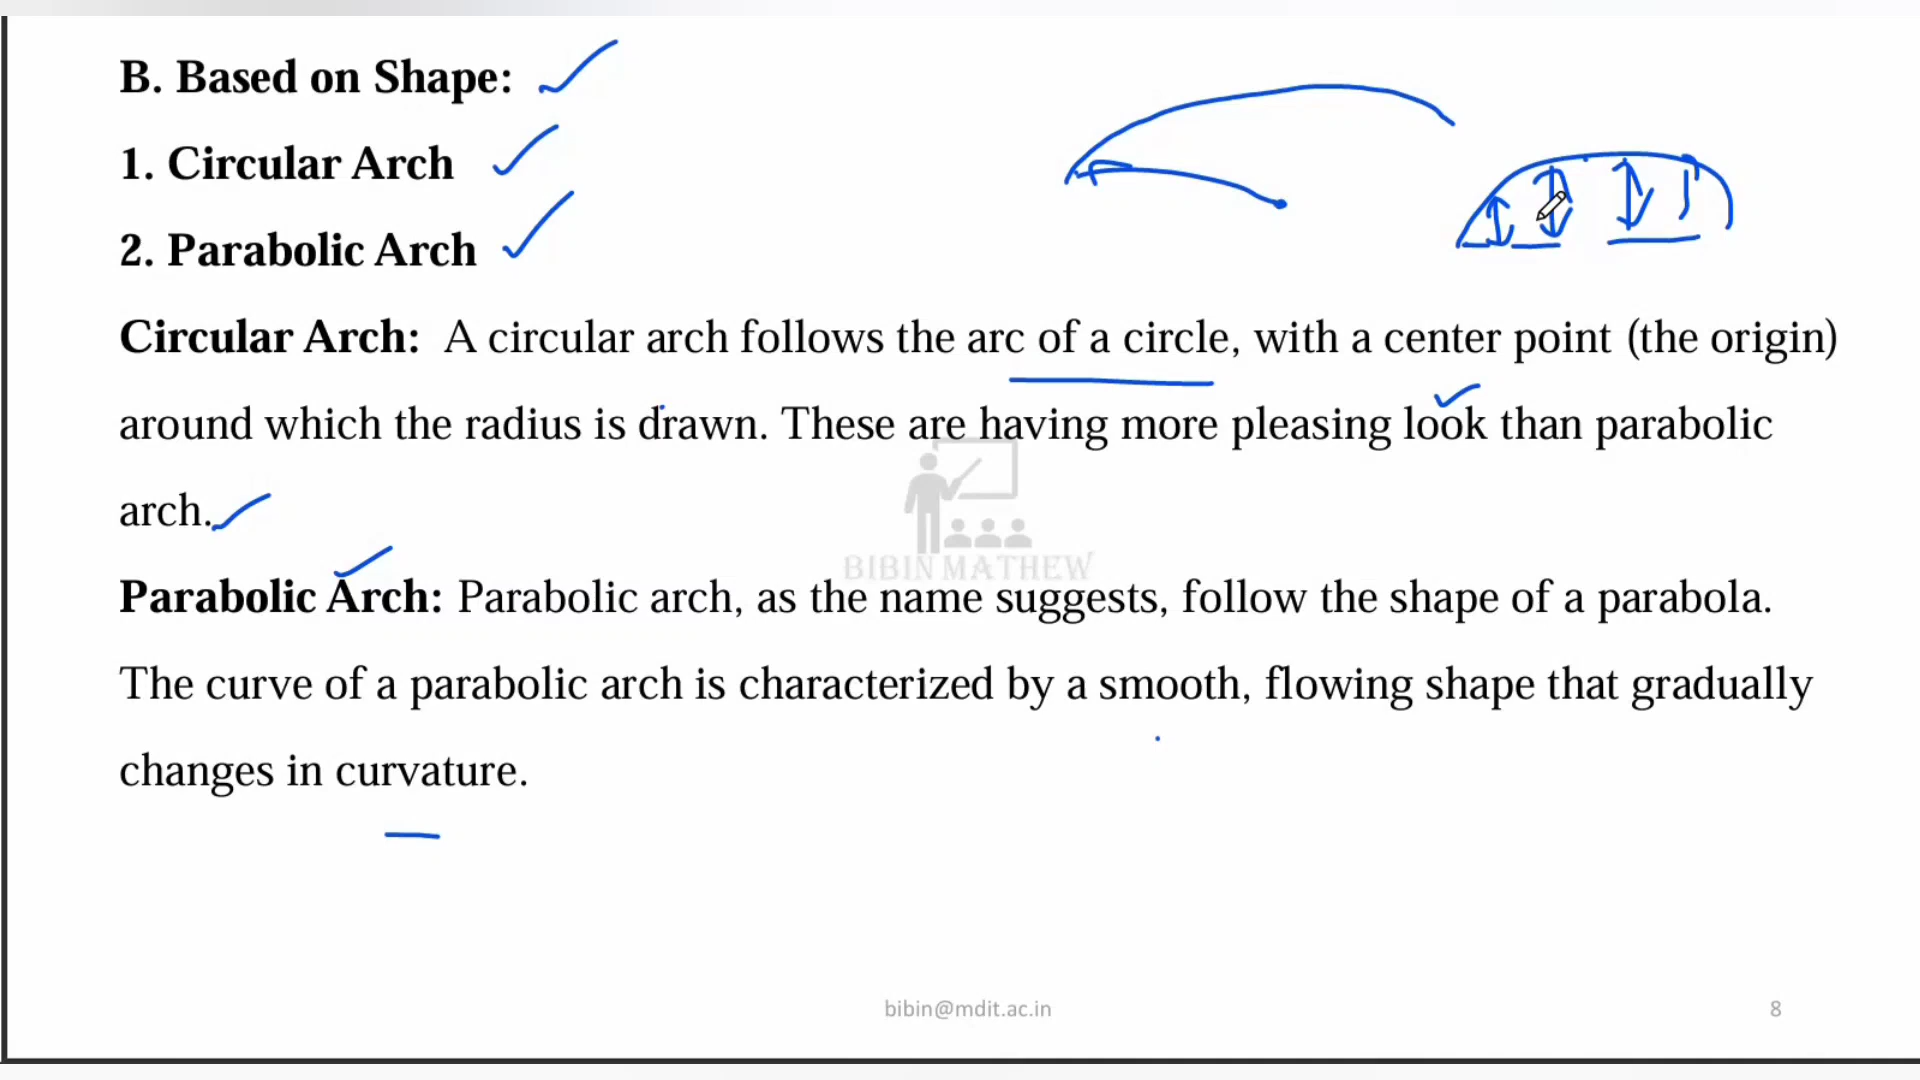 B. Based on Shape:
1. Circular Arch
2. Parabolic Arch
Circular Arch: A circular arch follows the arc of a circle, with a center point (the origin)
around which the radius is drawn. These are having more pleasing look than parabolic
arch.
BIBIN MATHEW
Parabolic Arch: Parabolic arch, as the name suggests, follow the shape of a parabola.
The curve of a parabolic arch is characterized by a smooth, flowing shape that gradually
changes in curvature.
bibin@mdit.ac.in
8